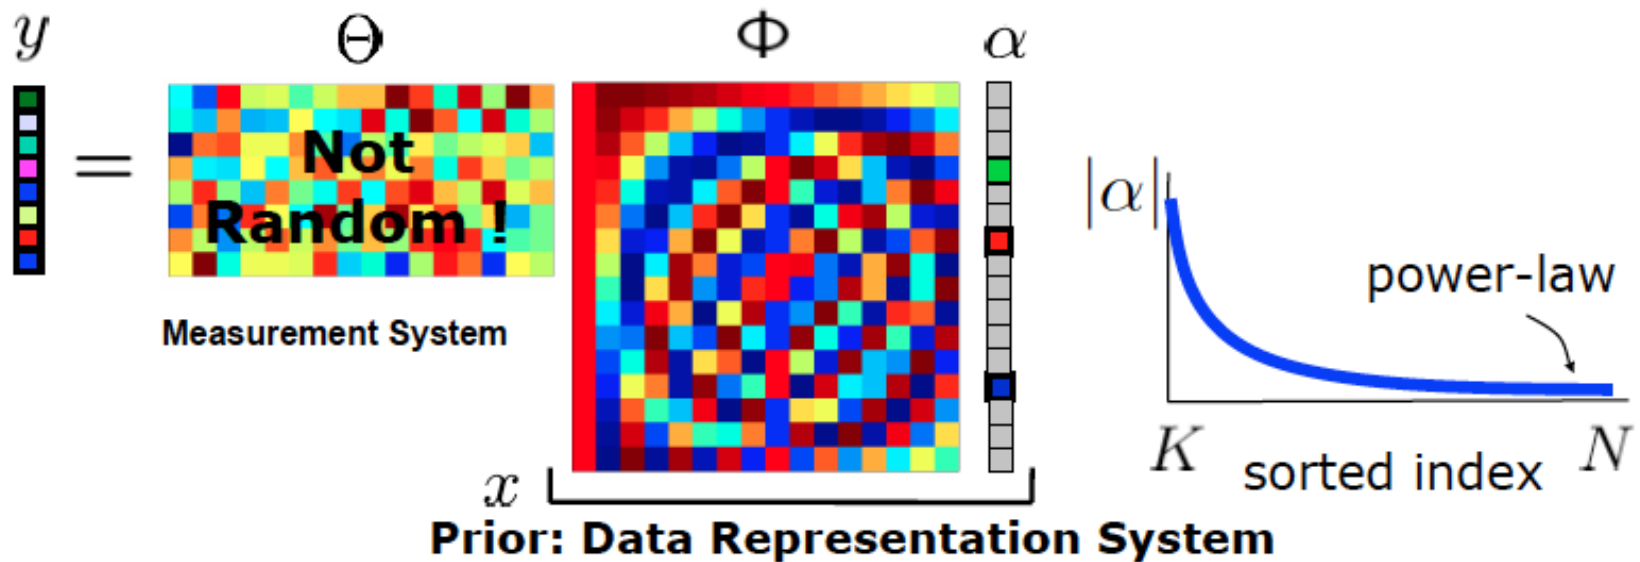 y = Θ Φ α
Not
Random !
Measurement System
x
Prior: Data Representation System
|α|
power-law
K N
sorted index